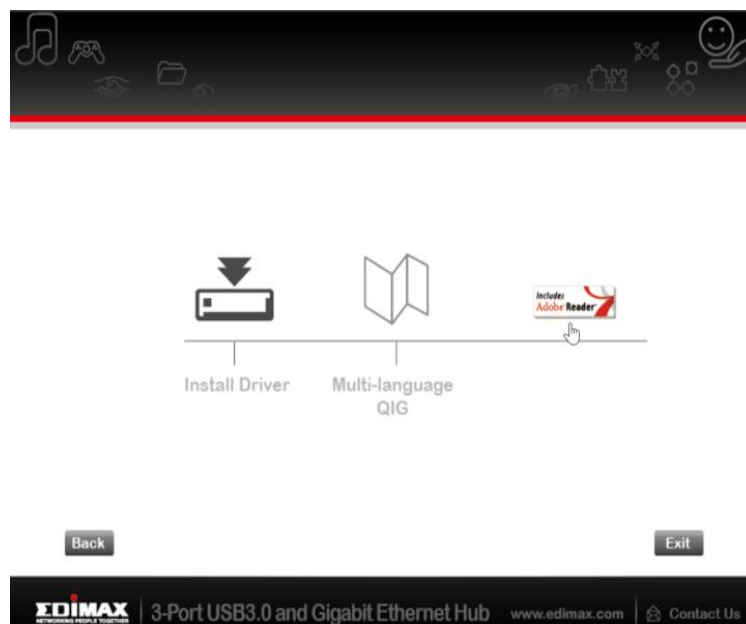 Includes
Adobe Reader
Install Driver
Multi-language
QIG
Back
Exit
EDIMAX
NETWORKING PEOPLE TOGETHER
3-Port USB3.0 and Gigabit Ethernet Hub
www.edimax.com
Contact Us